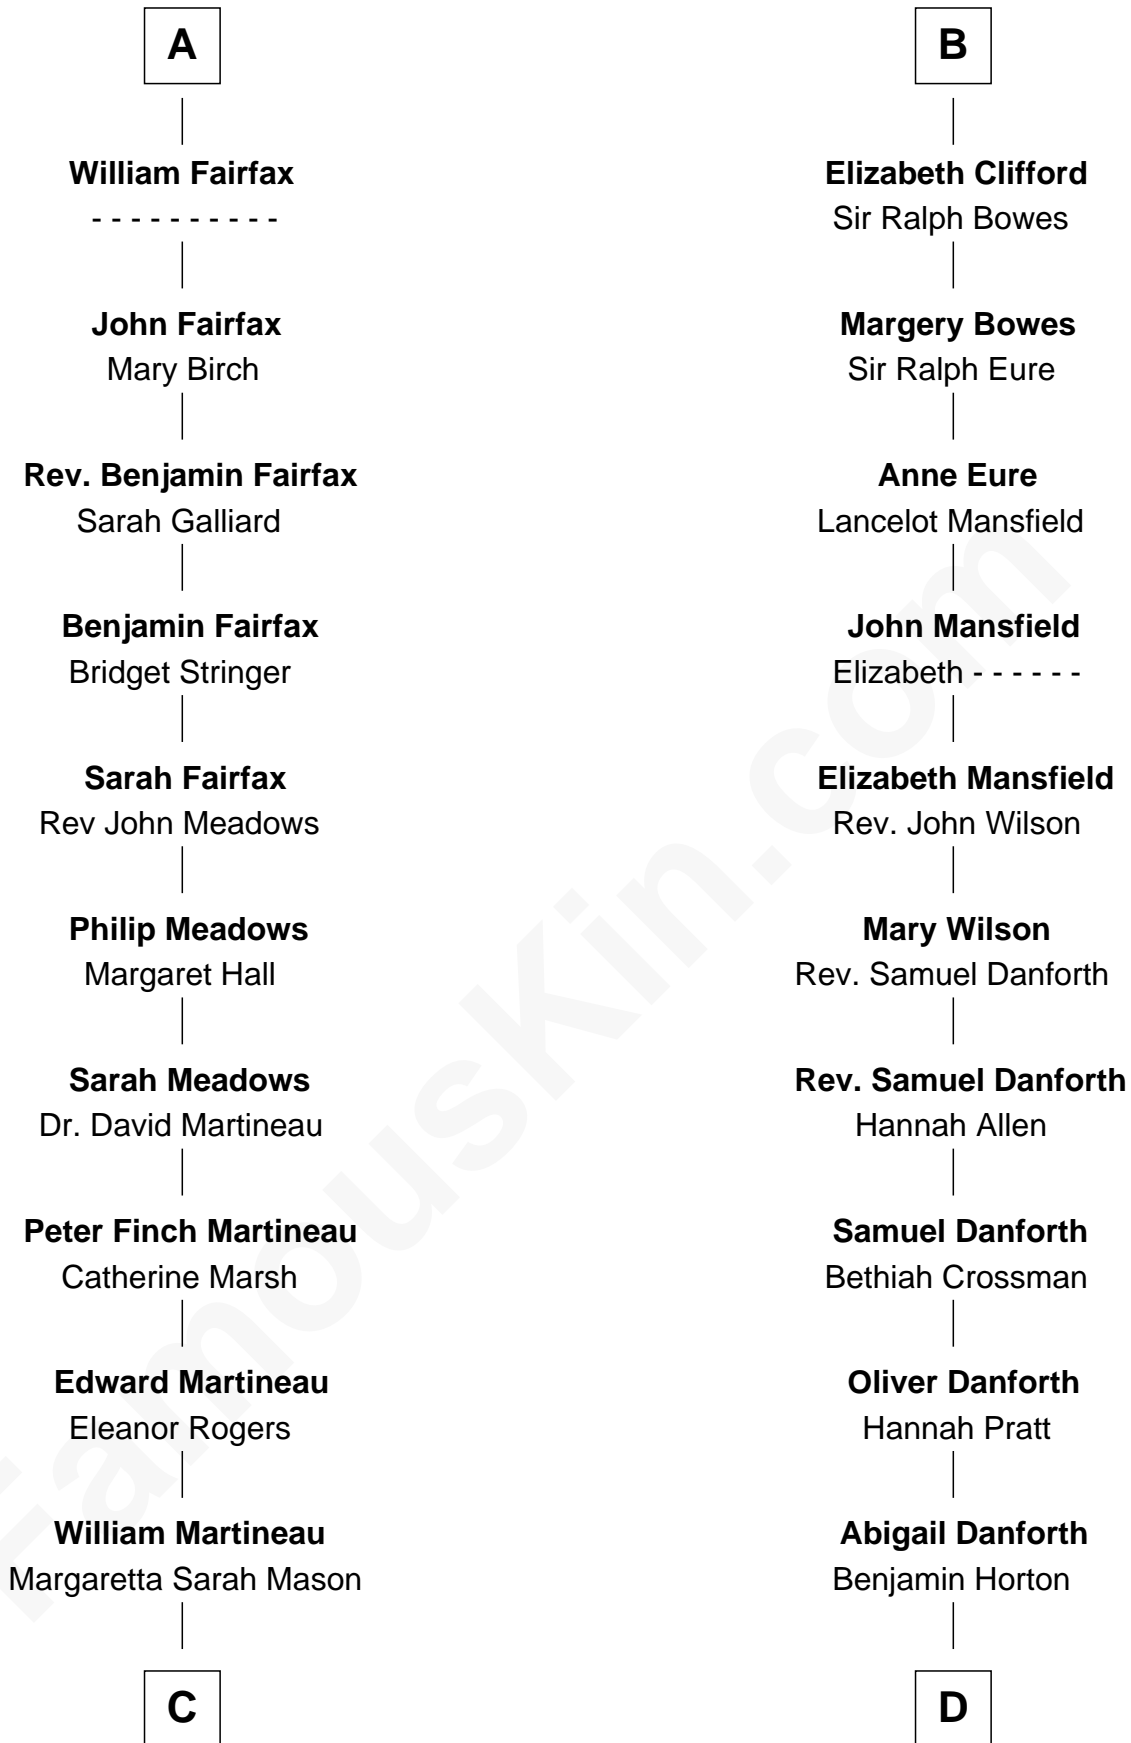 A
William Fairfax
- - - - - - - - - -
John Fairfax
Mary Birch
Rev. Benjamin Fairfax
Sarah Galliard
Benjamin Fairfax
Bridget Stringer
Sarah Fairfax
Rev John Meadows
Philip Meadows
Margaret Hall
Sarah Meadows
Dr. David Martineau
Peter Finch Martineau
Catherine Marsh
Edward Martineau
Eleanor Rogers
William Martineau
Margaretta Sarah Mason
C
B
Elizabeth Clifford
Sir Ralph Bowes
Margery Bowes
Sir Ralph Eure
Anne Eure
Lancelot Mansfield
John Mansfield
Elizabeth - - - - - -
Elizabeth Mansfield
Rev. John Wilson
Mary Wilson
Rev. Samuel Danforth
Rev. Samuel Danforth
Hannah Allen
Samuel Danforth
Bethiah Crossman
Oliver Danforth
Hannah Pratt
Abigail Danforth
Benjamin Horton
D
FamousKin.com